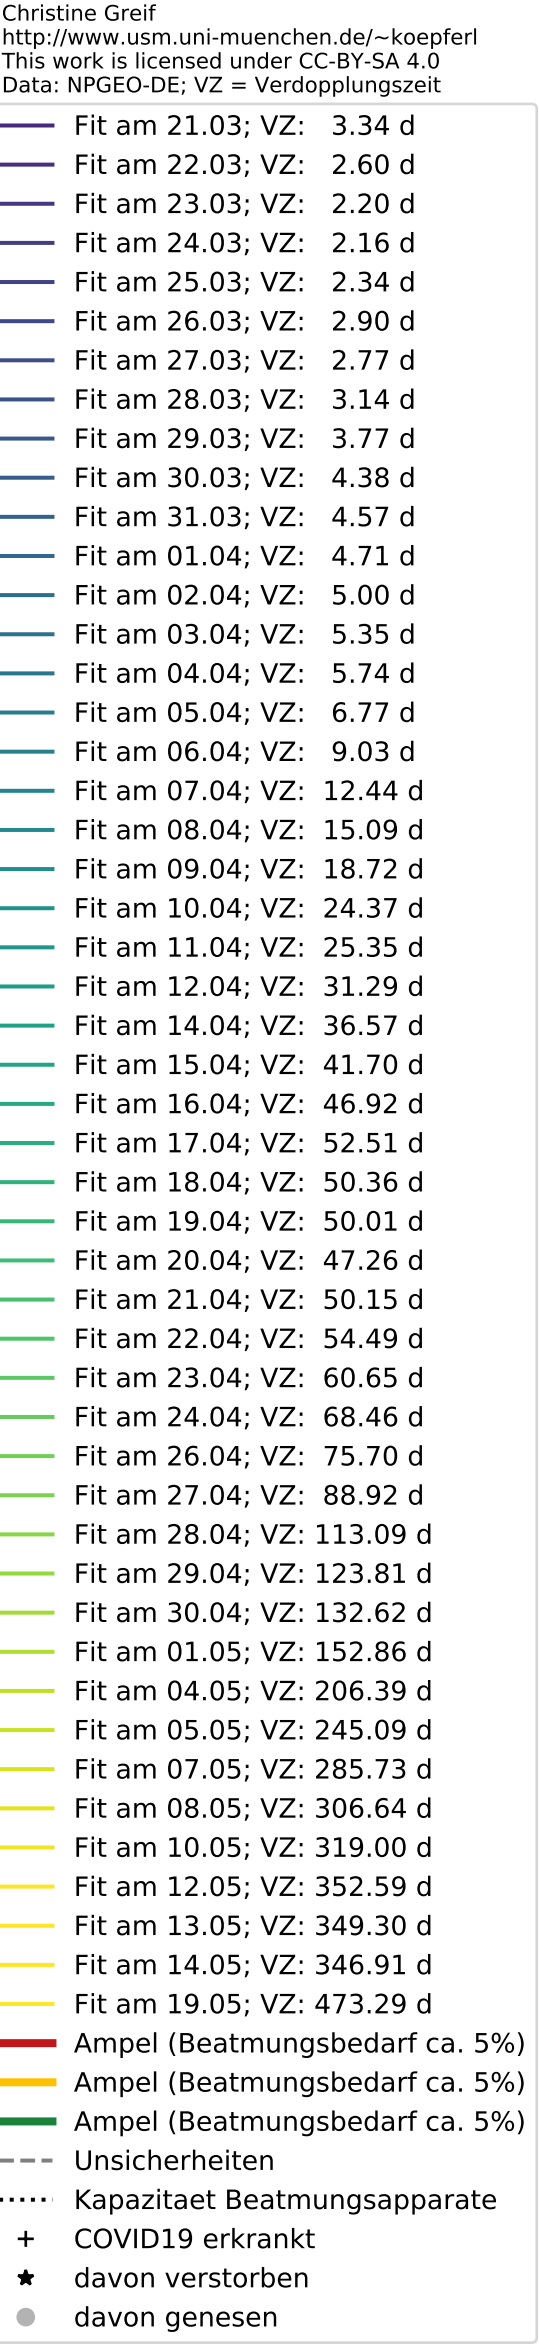 Christine Greif
http://www.usm.uni-muenchen.de/~koepferl
This work is licensed under CC-BY-SA 4.0
Data: NPGEO-DE; VZ = Verdopplungszeit
Fit am 21.03; VZ: 3.34 d
Fit am 22.03; VZ: 2.60 d
Fit am 23.03; VZ: 2.20 d
Fit am 24.03; VZ: 2.16 d
Fit am 25.03; VZ: 2.34 d
Fit am 26.03; VZ: 2.90 d
Fit am 27.03; VZ: 2.77 d
Fit am 28.03; VZ: 3.14 d
Fit am 29.03; VZ: 3.77 d
Fit am 30.03; VZ: 4.38 d
Fit am 31.03; VZ: 4.57 d
Fit am 01.04; VZ: 4.71 d
Fit am 02.04; VZ: 5.00 d
Fit am 03.04; VZ: 5.35 d
Fit am 04.04; VZ: 5.74 d
Fit am 05.04; VZ: 6.77 d
Fit am 06.04; VZ: 9.03 d
Fit am 07.04; VZ: 12.44 d
Fit am 08.04; VZ: 15.09 d
Fit am 09.04; VZ: 18.72 d
Fit am 10.04; VZ: 24.37 d
Fit am 11.04; VZ: 25.35 d
Fit am 12.04; VZ: 31.29 d
Fit am 14.04; VZ: 36.57 d
Fit am 15.04; VZ: 41.70 d
Fit am 16.04; VZ: 46.92 d
Fit am 17.04; VZ: 52.51 d
Fit am 18.04; VZ: 50.36 d
Fit am 19.04; VZ: 50.01 d
Fit am 20.04; VZ: 47.26 d
Fit am 21.04; VZ: 50.15 d
Fit am 22.04; VZ: 54.49 d
Fit am 23.04; VZ: 60.65 d
Fit am 24.04; VZ: 68.46 d
Fit am 26.04; VZ: 75.70 d
Fit am 27.04; VZ: 88.92 d
Fit am 28.04; VZ: 113.09 d
Fit am 29.04; VZ: 123.81 d
Fit am 30.04; VZ: 132.62 d
Fit am 01.05; VZ: 152.86 d
Fit am 04.05; VZ: 206.39 d
Fit am 05.05; VZ: 245.09 d
Fit am 07.05; VZ: 285.73 d
Fit am 08.05; VZ: 306.64 d
Fit am 10.05; VZ: 319.00 d
Fit am 12.05; VZ: 352.59 d
Fit am 13.05; VZ: 349.30 d
Fit am 14.05; VZ: 346.91 d
Fit am 19.05; VZ: 473.29 d
Ampel (Beatmungsbedarf ca. 5%)
Ampel (Beatmungsbedarf ca. 5%)
Ampel (Beatmungsbedarf ca. 5%)
Unsicherheiten
Kapazitaet Beatmungsapparate
COVID19 erkrankt
davon verstorben
davon genesen